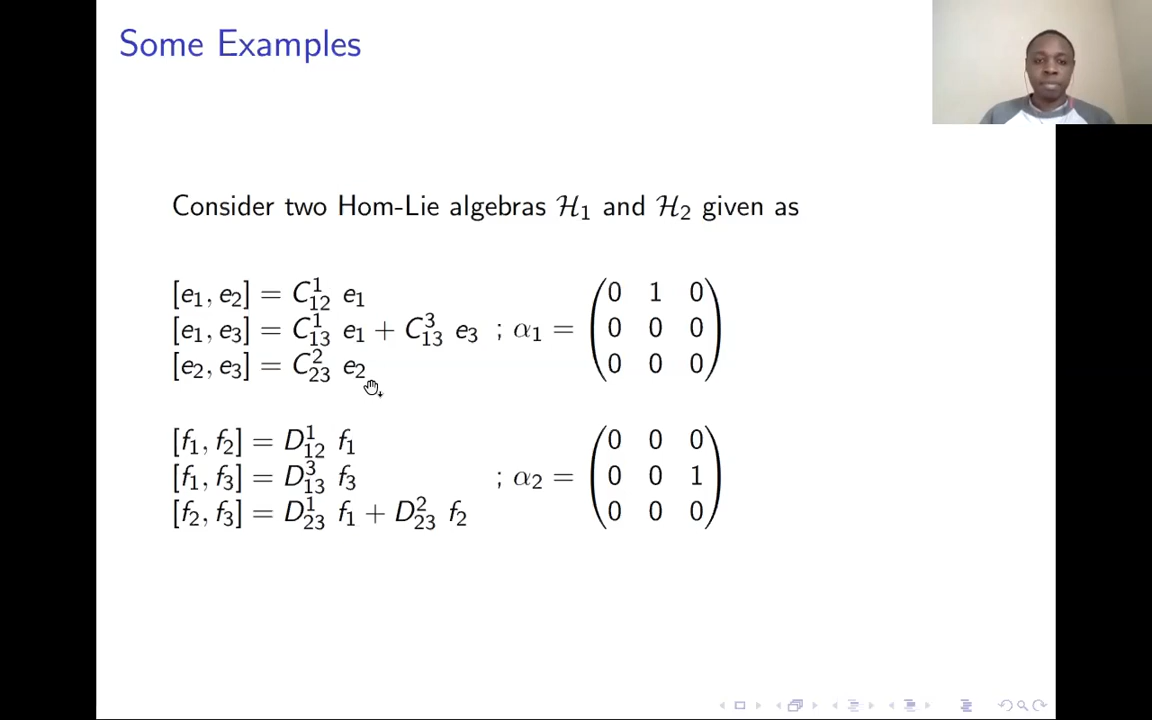 Some Examples
Consider two Hom-Lie algebras ℋ₁ and ℋ₂ given as
[e₁, e₂] = C¹₁₂ e₁
[e₁, e₃] = C¹₁₃ e₁ + C³₁₃ e₃ ; α₁ =
[e₂, e₃] = C²₂₃ e₂
0 1 0
0 0 0
0 0 0
[f₁, f₂] = D¹₁₂ f₁
[f₁, f₃] = D³₁₃ f₃ ; α₂ =
[f₂, f₃] = D¹₂₃ f₁ + D²₂₃ f₂
0 0 0
0 0 1
0 0 0